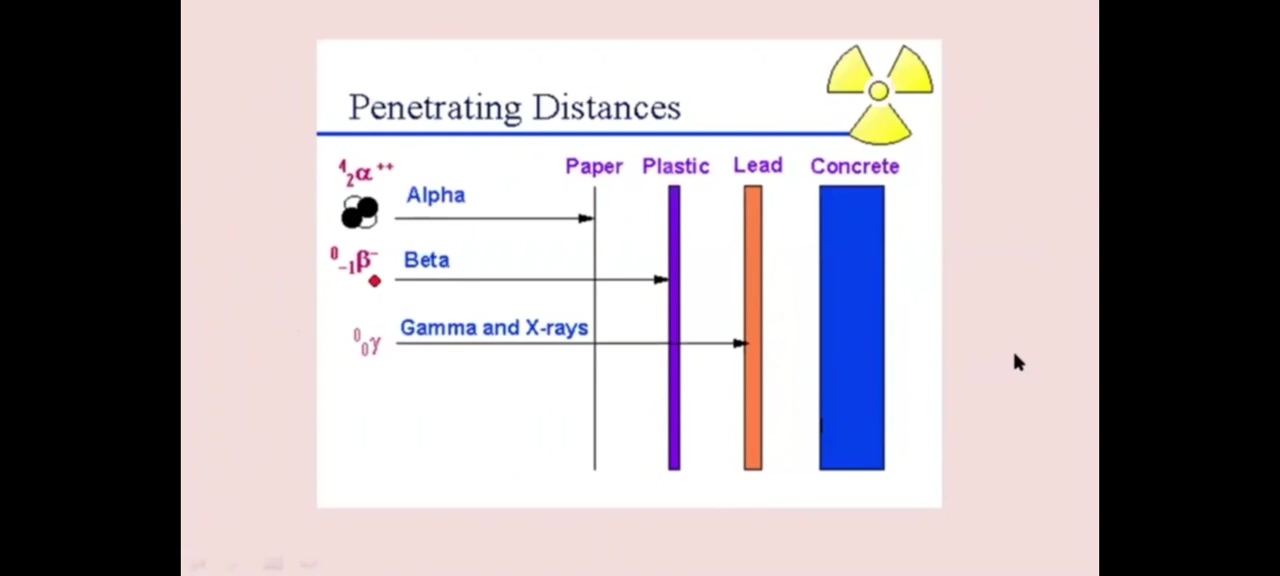 Penetrating Distances
Paper Plastic Lead Concrete
⁴₂α⁺⁺
Alpha
⁰₋₁β⁻ Beta
Gamma and X-rays
⁰₀γ